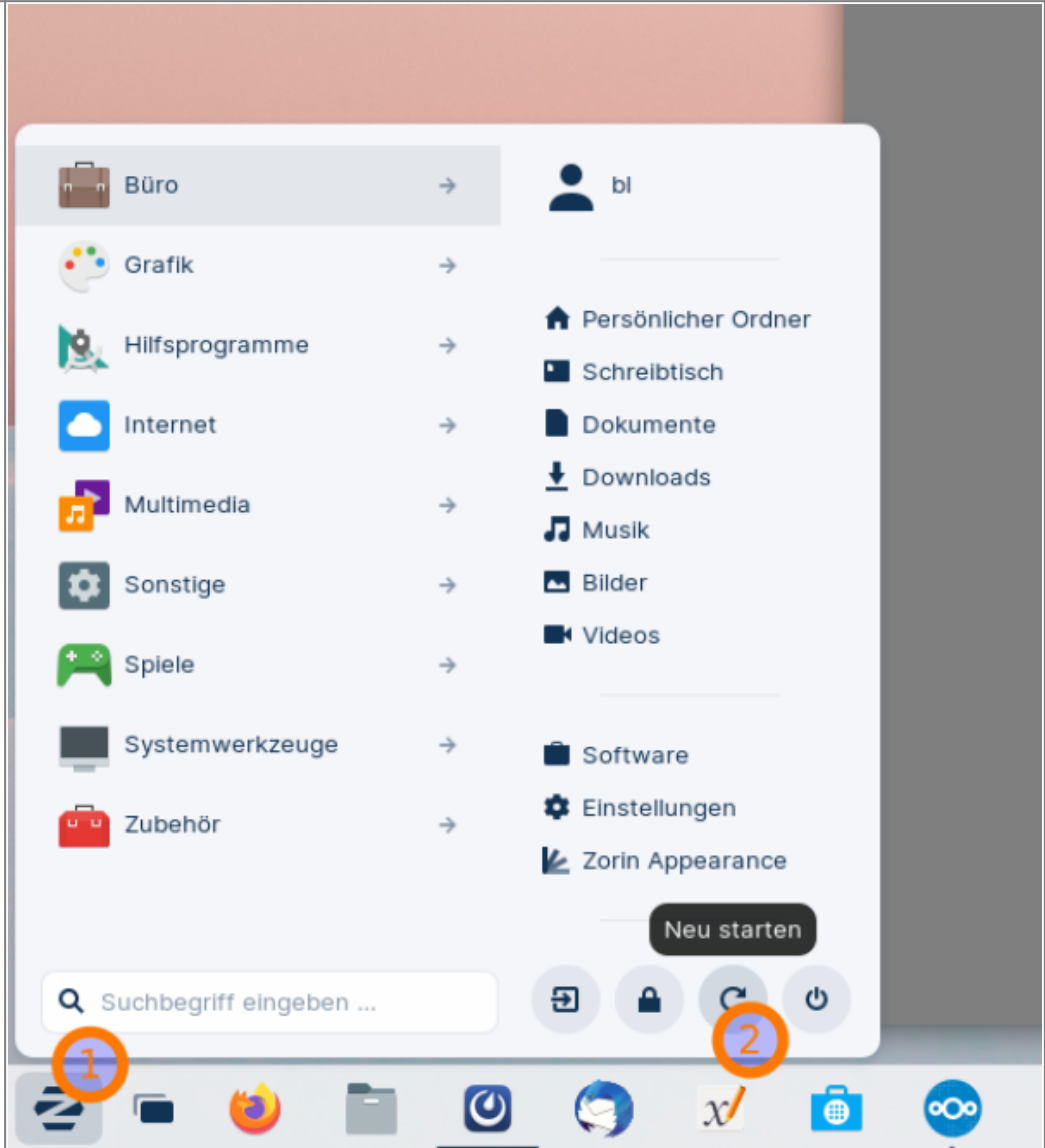 Büro
Grafik
Hilfsprogramme
Internet
Multimedia
Sonstige
Spiele
Systemwerkzeuge
Zubehör
Suchbegriff eingeben ...
bl
Persönlicher Ordner
Schreibtisch
Dokumente
Downloads
Musik
Bilder
Videos
Software
Einstellungen
Zorin Appearance
Neu starten
1
2